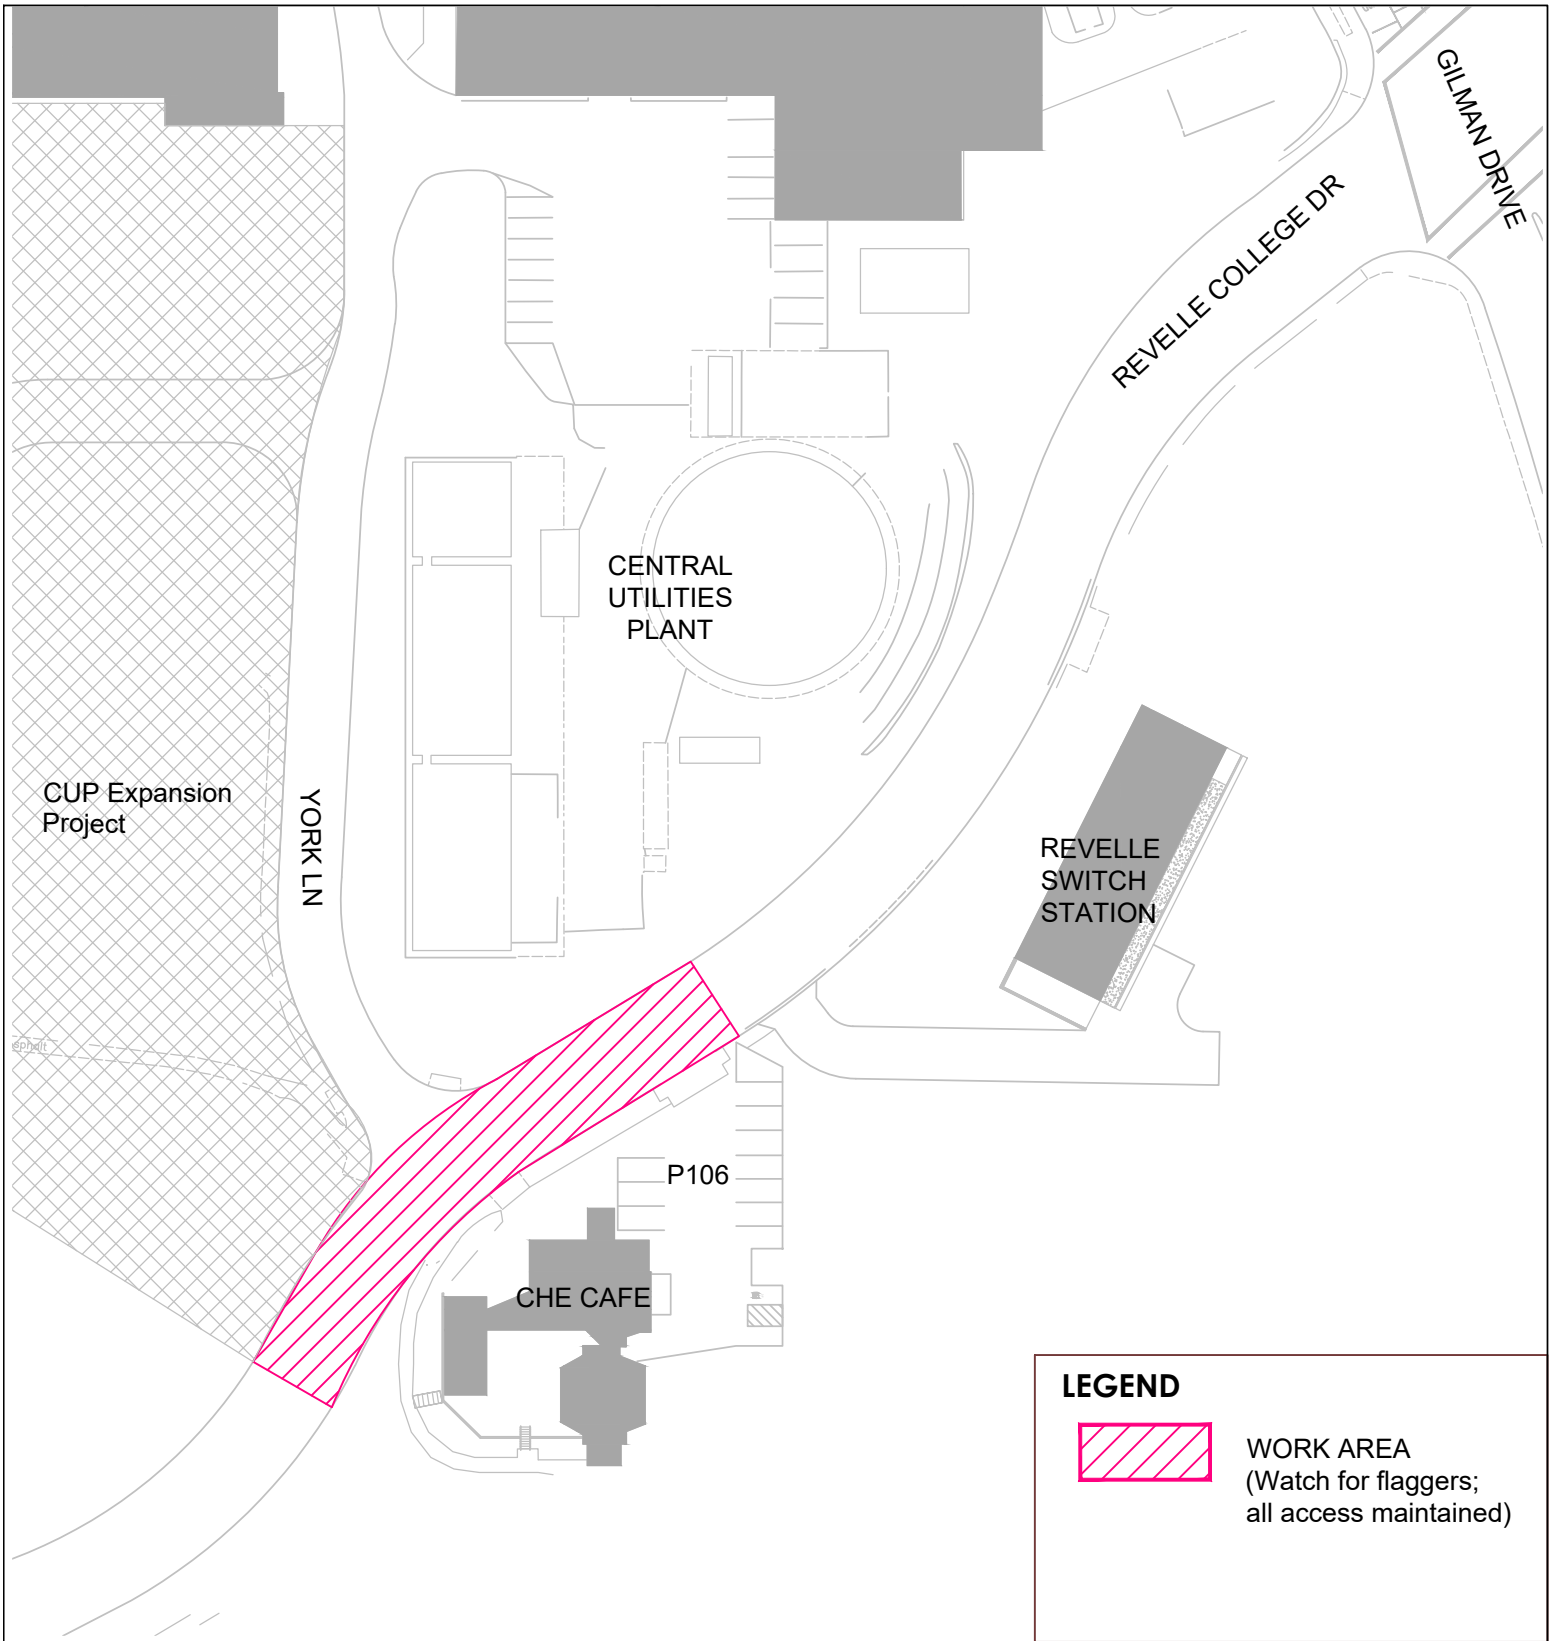 GILMAN DRIVE
REVELLE COLLEGE DR
CENTRAL
UTILITIES
PLANT
CUP Expansion
Project
YORK LN
REVELLE
SWITCH
STATION
asphalt
P106
CHE CAFE
LEGEND
WORK AREA
(Watch for flaggers;
all access maintained)